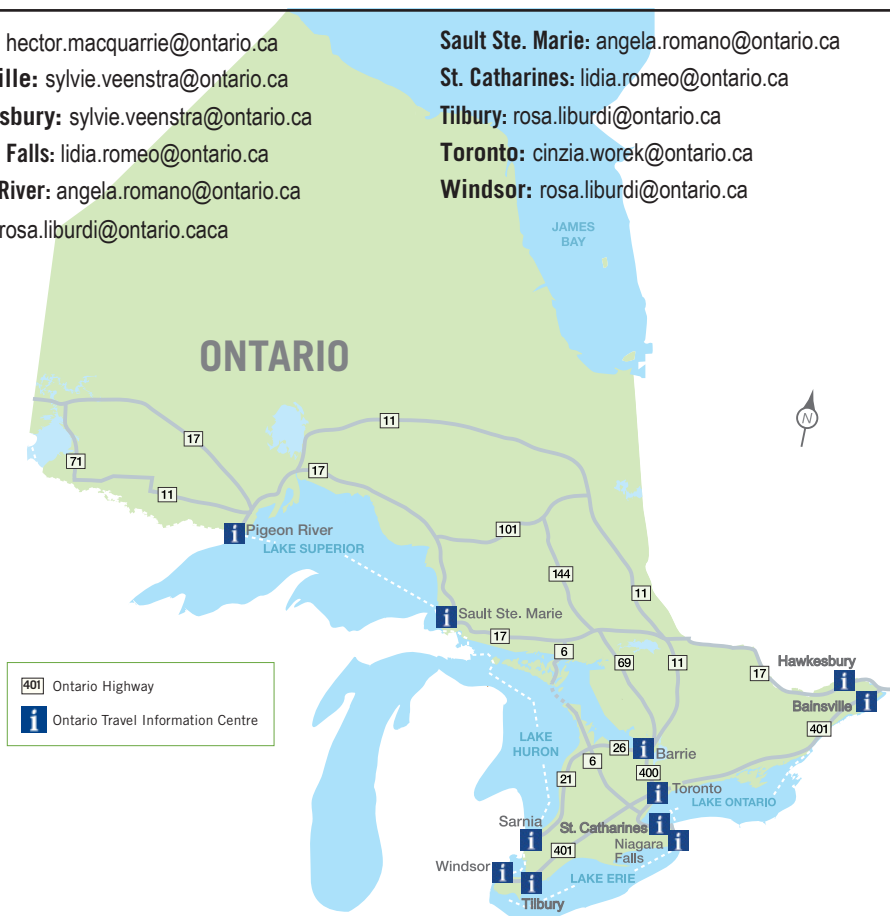 hector.macquarrie@ontario.ca
ille: sylvie.veenstra@ontario.ca
sbury: sylvie.veenstra@ontario.ca
Falls: lidia.romeo@ontario.ca
River: angela.romano@ontario.ca
rosa.liburdi@ontario.caca
Sault Ste. Marie: angela.romano@ontario.ca
St. Catharines: lidia.romeo@ontario.ca
Tilbury: rosa.liburdi@ontario.ca
Toronto: cinzia.worek@ontario.ca
Windsor: rosa.liburdi@ontario.ca
JAMES
BAY
ONTARIO
N
11
17
71
17
11
Pigeon River
LAKE SUPERIOR
101
144
11
Sault Ste. Marie
17
6
69
11
17
Hawkesbury
Bainsville
401
401 Ontario Highway
i Ontario Travel Information Centre
LAKE
HURON
26
6
Barrie
21
400
Toronto
LAKE ONTARIO
Sarnia
St. Catharines
401
Niagara
Falls
Windsor
LAKE ERIE
Tilbury